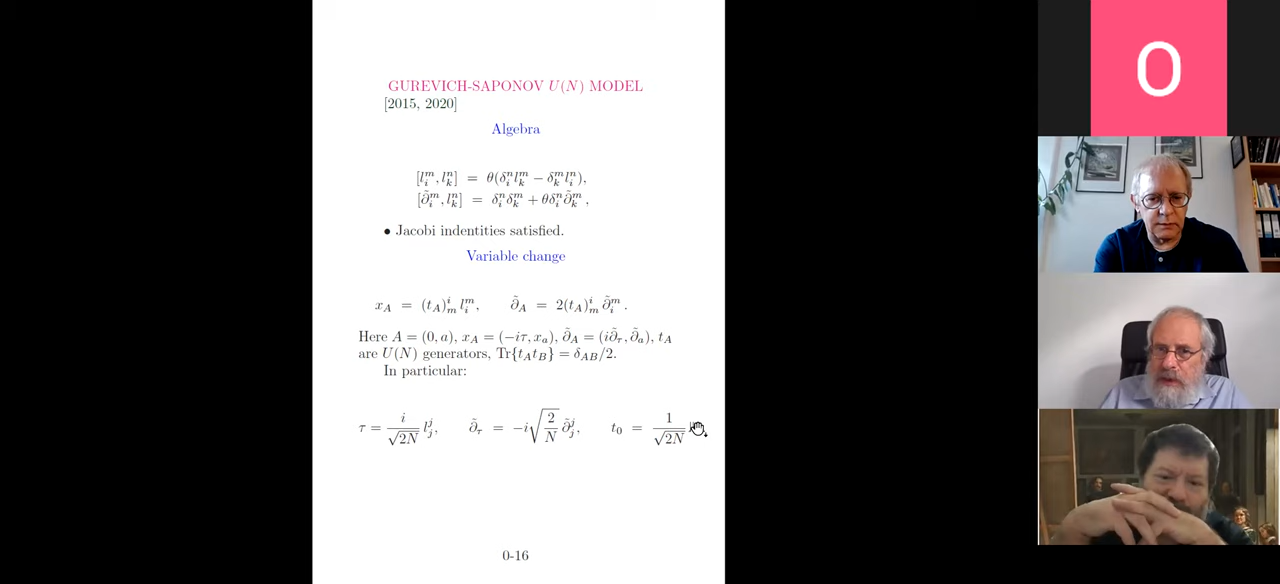 GUREVICH-SAPONOV U(N) MODEL
[2015, 2020]
Algebra
[l_i^m, l_k^n] = θ(δ_i^n l_k^m − δ_k^m l_i^n),
[∂̃_i^m, l_k^n] = δ_i^n δ_k^m + θδ_i^n ∂̃_k^m ,
• Jacobi indentities satisfied.
Variable change
x_A = (t_A)_m^i l_i^m, ∂̃_A = 2(t_A)_m^i ∂̃_i^m .
Here A = (0, a), x_A = (−iτ, x_a), ∂̃_A = (i∂̃_τ, ∂̃_a), t_A
are U(N) generators, Tr{t_A t_B} = δ_AB/2.
In particular:
τ = i/√2N l_j^j, ∂̃_τ = −i√(2/N) ∂̃_j^j, t_0 = 1/√2N
0-16
O